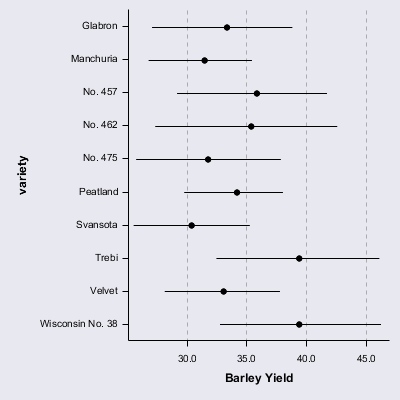 Glabron
Manchuria
No. 457
No. 462
No. 475
Peatland
Svansota
Trebi
Velvet
Wisconsin No. 38
variety
30.0 35.0 40.0 45.0
Barley Yield